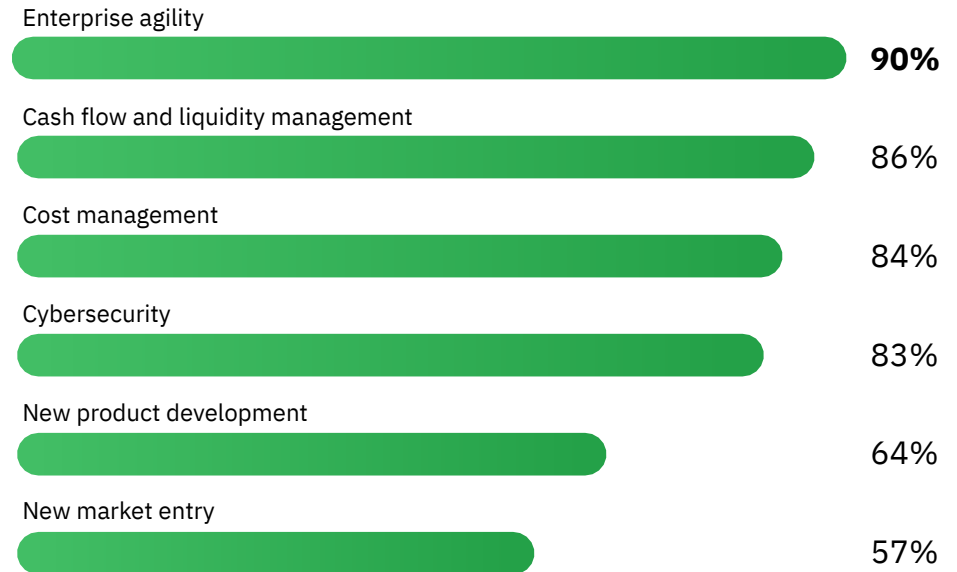 Enterprise agility
90%
Cash flow and liquidity management
86%
Cost management
84%
Cybersecurity
83%
New product development
64%
New market entry
57%